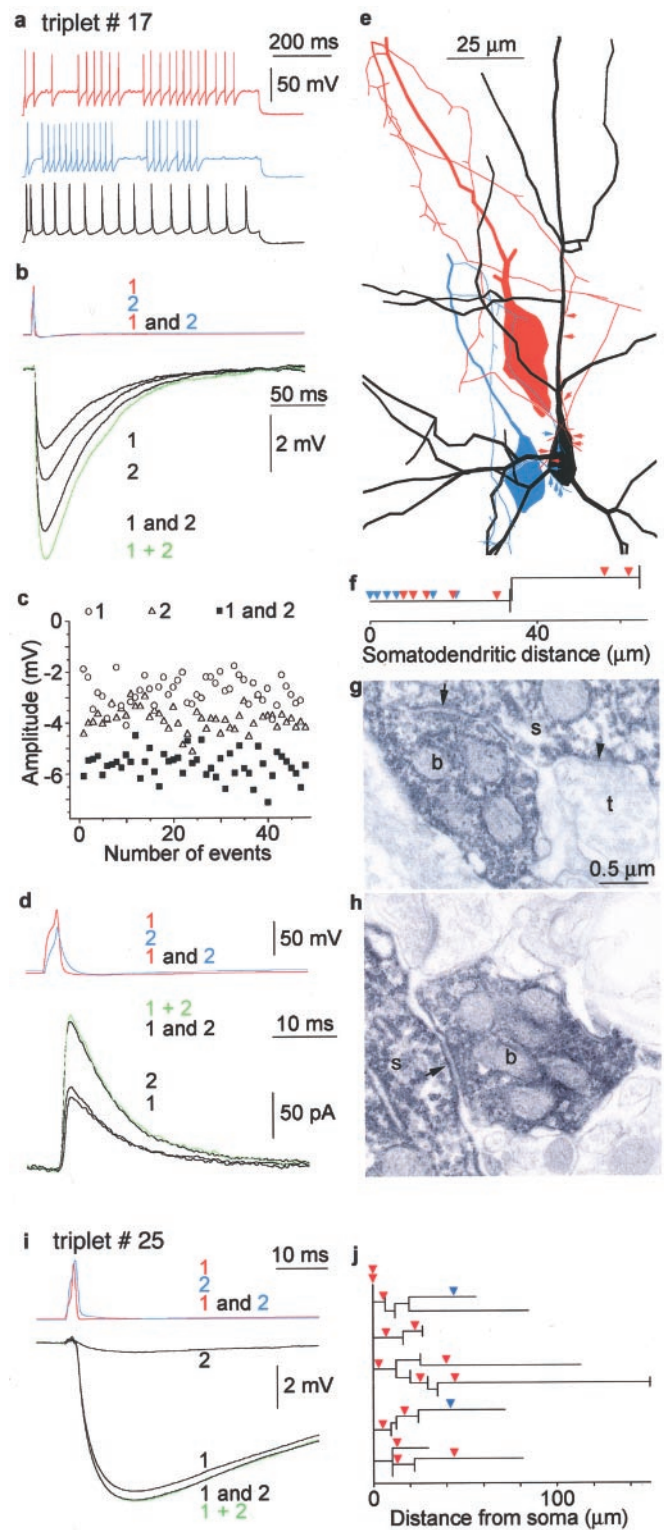 a triplet # 17
200 ms
50 mV
b
1
2
1 and 2
50 ms
2 mV
1
2
1 and 2
1 + 2
c
○ 1 △ 2 ■ 1 and 2
Amplitude (mV)
0
-2
-4
-6
0 20 40
Number of events
d
1
2
1 and 2
50 mV
1 + 2
1 and 2
10 ms
2
1
50 pA
e
25 µm
f
0 40
Somatodendritic distance (µm)
g
s
b
t
0.5 µm
h
s
b
i triplet # 25
10 ms
1
2
1 and 2
2
2 mV
1
1 and 2
1 + 2
j
0 100
Distance from soma (µm)